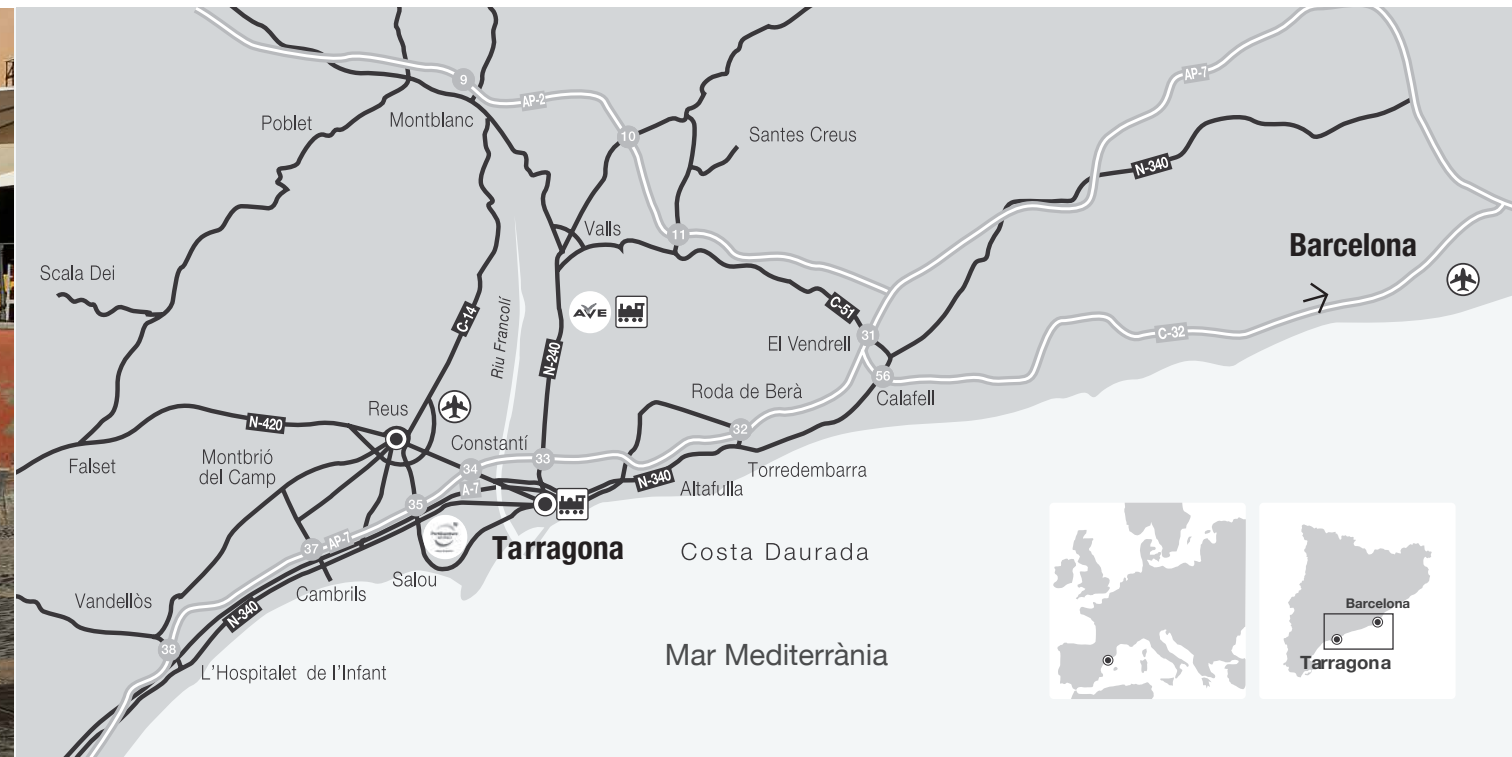 9
AP-2
AP-7
Poblet
Montblanc
10
Santes Creus
N-340
Valls
11
Barcelona
Scala Dei
C-14
Riu Francolí
AVE
C-51
N-240
El Vendrell
31
C-32
56
Roda de Berà
Calafell
Reus
N-420
Constantí
32
Falset
Montbrió
del Camp
34
33
Torredembarra
N-340
A-7
Altafulla
35
Tarragona
Costa Daurada
37
AP-7
Salou
Cambrils
Vandellòs
N-340
38
L'Hospitalet de l'Infant
Mar Mediterrània
Barcelona
Tarragona